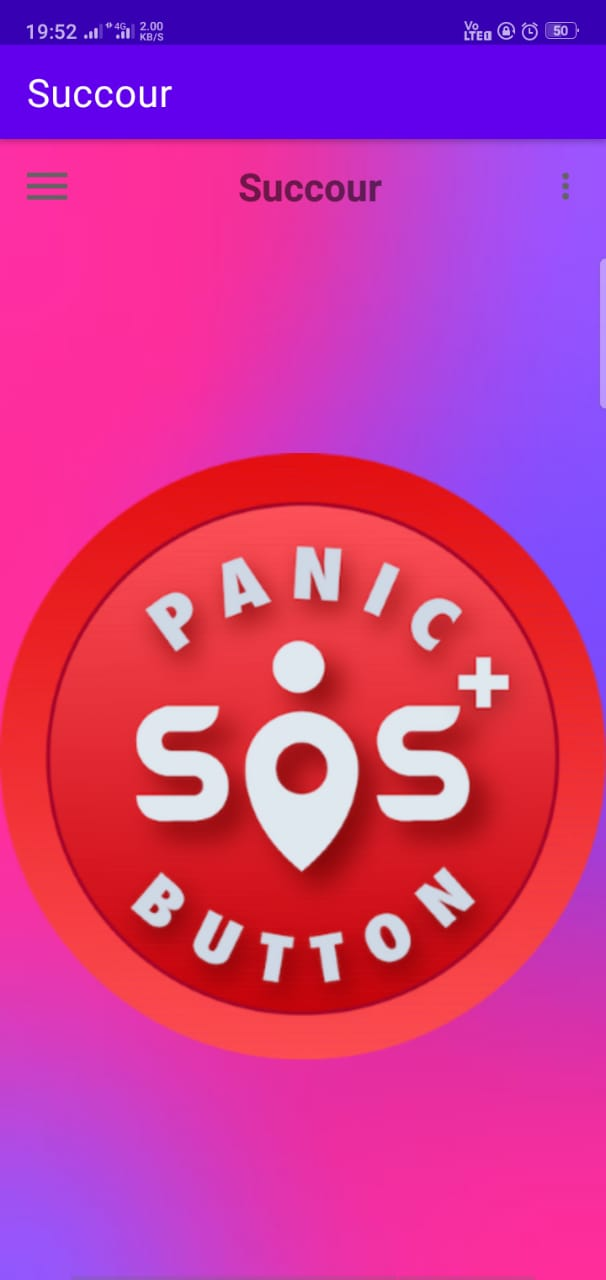 19:52 4G 2.00 KB/S Vo LTE 50
Succour
Succour
PANIC
SOS+
BUTTON